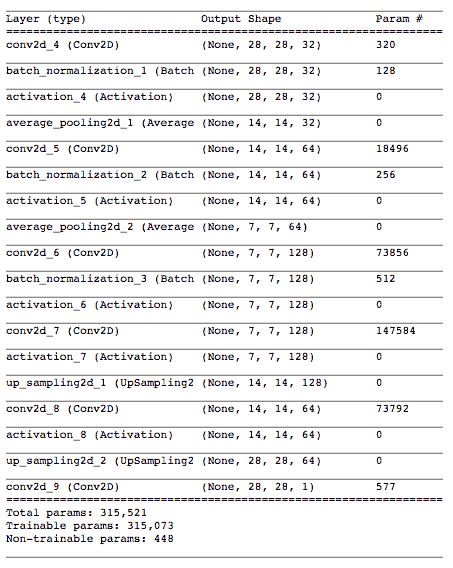 Layer (type) Output Shape Param #
=================================================================
conv2d_4 (Conv2D) (None, 28, 28, 32) 320
batch_normalization_1 (Batch (None, 28, 28, 32) 128
activation_4 (Activation) (None, 28, 28, 32) 0
average_pooling2d_1 (Average (None, 14, 14, 32) 0
conv2d_5 (Conv2D) (None, 14, 14, 64) 18496
batch_normalization_2 (Batch (None, 14, 14, 64) 256
activation_5 (Activation) (None, 14, 14, 64) 0
average_pooling2d_2 (Average (None, 7, 7, 64) 0
conv2d_6 (Conv2D) (None, 7, 7, 128) 73856
batch_normalization_3 (Batch (None, 7, 7, 128) 512
activation_6 (Activation) (None, 7, 7, 128) 0
conv2d_7 (Conv2D) (None, 7, 7, 128) 147584
activation_7 (Activation) (None, 7, 7, 128) 0
up_sampling2d_1 (UpSampling2 (None, 14, 14, 128) 0
conv2d_8 (Conv2D) (None, 14, 14, 64) 73792
activation_8 (Activation) (None, 14, 14, 64) 0
up_sampling2d_2 (UpSampling2 (None, 28, 28, 64) 0
conv2d_9 (Conv2D) (None, 28, 28, 1) 577
=================================================================
Total params: 315,521
Trainable params: 315,073
Non-trainable params: 448